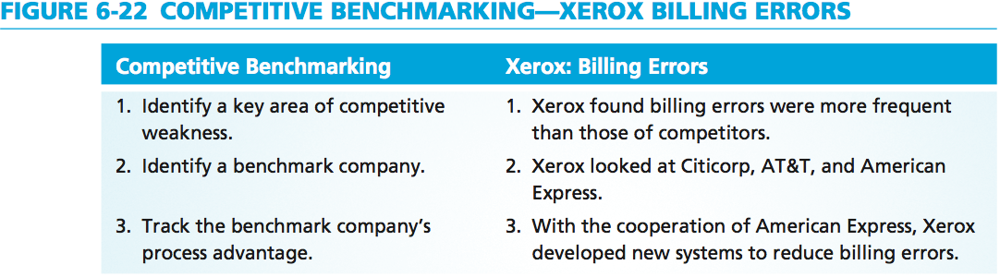 FIGURE 6-22 COMPETITIVE BENCHMARKING—XEROX BILLING ERRORS
Competitive Benchmarking
Xerox: Billing Errors
1. Identify a key area of competitive
weakness.
1. Xerox found billing errors were more frequent
than those of competitors.
2. Identify a benchmark company.
2. Xerox looked at Citicorp, AT&T, and American
Express.
3. Track the benchmark company’s
process advantage.
3. With the cooperation of American Express, Xerox
developed new systems to reduce billing errors.